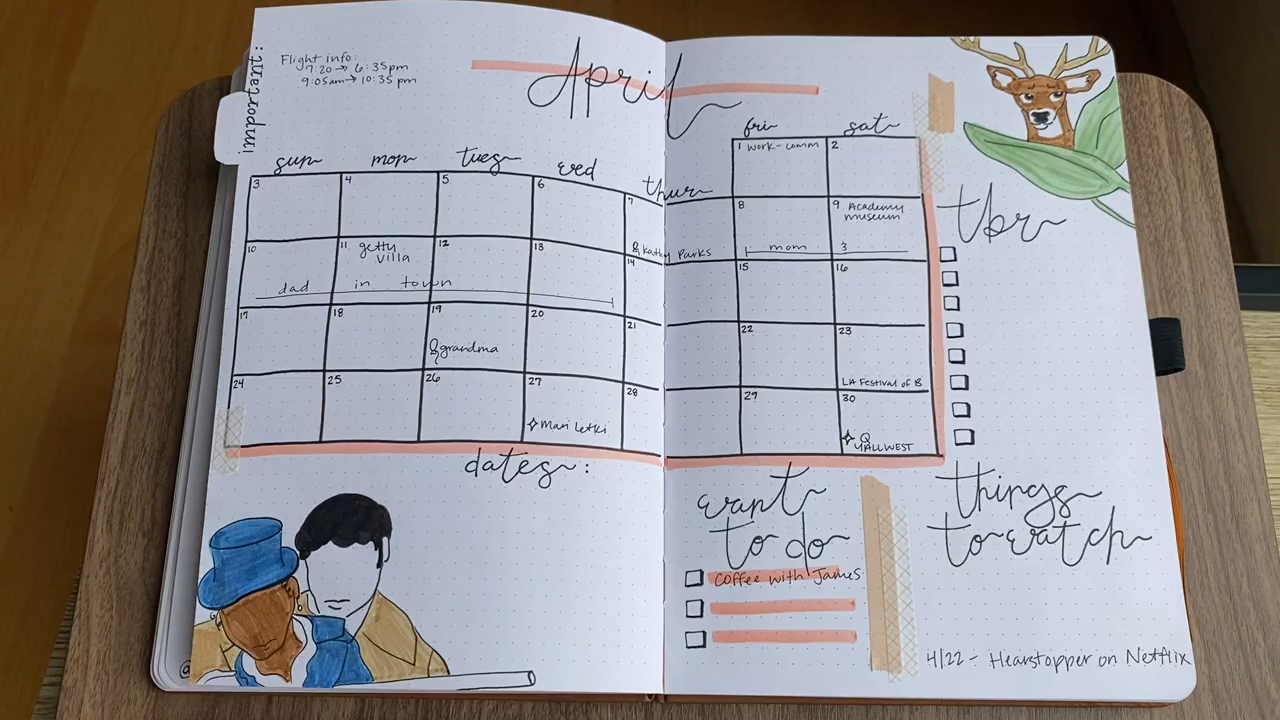 important:
Flight info:
7:20 → 6:35pm
9:05am → 10:35 pm
April
sun mon tues wed thur fri sat
1 work-comm 2
3 4 5 6 7 8 9 Academy
museum
mom 3
& Kathy Parks
10 11 getty
villa
12 13 14 15 16
dad in town
17 18 19 20 21 22 23
grandma
LA Festival of B
24 25 26 27 28 29 30
Mari Letki
YALLWEST
dates:
want
to do
coffee with James
tbr
things
to watch
4/22 - Hearstopper on Netflix
@